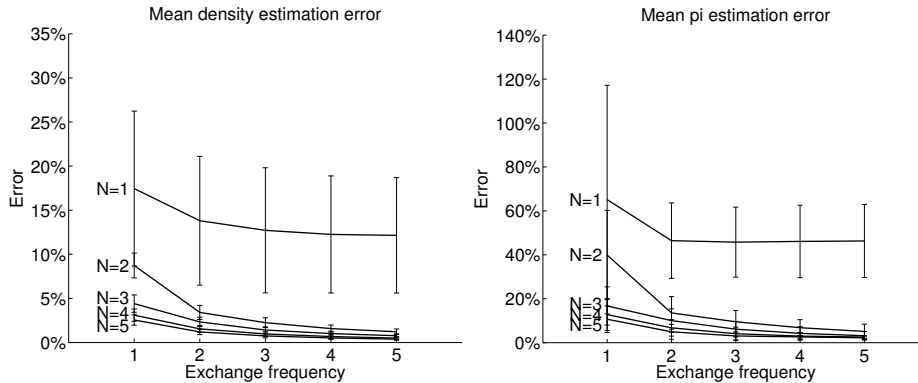 Mean density estimation error
35%
30%
25%
20%
15%
10%
5%
0%
Error
N=1
N=2
N=3
N=4
N=5
1 2 3 4 5
Exchange frequency
Mean pi estimation error
140%
120%
100%
80%
60%
40%
20%
0%
Error
N=1
N=2
N=3
N=4
N=5
1 2 3 4 5
Exchange frequency